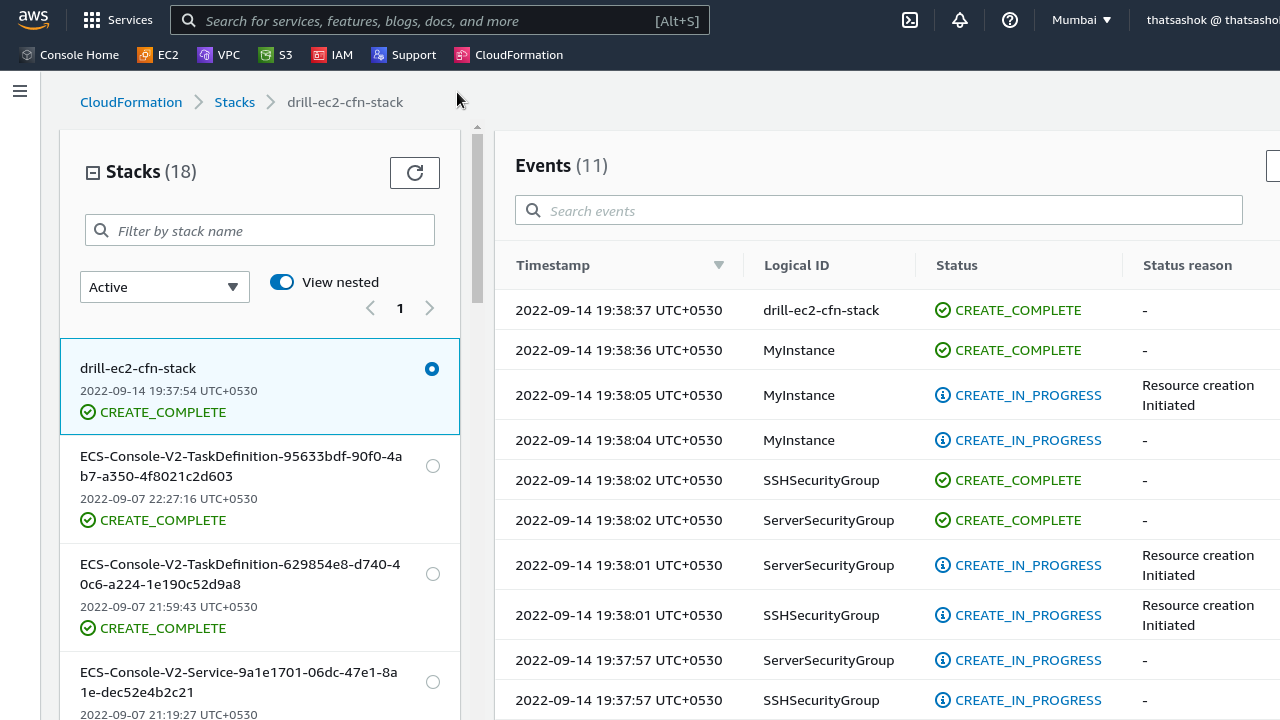 aws
Services
Search for services, features, blogs, docs, and more
[Alt+S]
Mumbai
thatsashok @ thatsasho
Console Home
EC2
VPC
S3
IAM
Support
CloudFormation
CloudFormation
Stacks
drill-ec2-cfn-stack
Stacks (18)
Filter by stack name
Active
View nested
1
drill-ec2-cfn-stack
2022-09-14 19:37:54 UTC+0530
CREATE_COMPLETE
ECS-Console-V2-TaskDefinition-95633bdf-90f0-4a
b7-a350-4f8021c2d603
2022-09-07 22:27:16 UTC+0530
CREATE_COMPLETE
ECS-Console-V2-TaskDefinition-629854e8-d740-4
0c6-a224-1e190c52d9a8
2022-09-07 21:59:43 UTC+0530
CREATE_COMPLETE
ECS-Console-V2-Service-9a1e1701-06dc-47e1-8a
1e-dec52e4b2c21
2022-09-07 21:19:27 UTC+0530
Events (11)
Search events
Timestamp Logical ID Status Status reason
2022-09-14 19:38:37 UTC+0530 drill-ec2-cfn-stack CREATE_COMPLETE -
2022-09-14 19:38:36 UTC+0530 MyInstance CREATE_COMPLETE -
2022-09-14 19:38:05 UTC+0530 MyInstance CREATE_IN_PROGRESS Resource creation
Initiated
2022-09-14 19:38:04 UTC+0530 MyInstance CREATE_IN_PROGRESS -
2022-09-14 19:38:02 UTC+0530 SSHSecurityGroup CREATE_COMPLETE -
2022-09-14 19:38:02 UTC+0530 ServerSecurityGroup CREATE_COMPLETE -
2022-09-14 19:38:01 UTC+0530 ServerSecurityGroup CREATE_IN_PROGRESS Resource creation
Initiated
2022-09-14 19:38:01 UTC+0530 SSHSecurityGroup CREATE_IN_PROGRESS Resource creation
Initiated
2022-09-14 19:37:57 UTC+0530 ServerSecurityGroup CREATE_IN_PROGRESS -
2022-09-14 19:37:57 UTC+0530 SSHSecurityGroup CREATE_IN_PROGRESS -